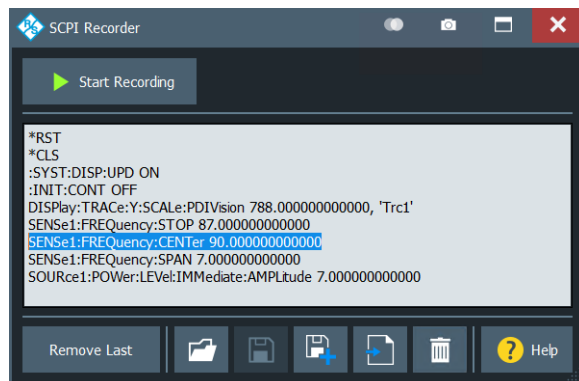 SCPI Recorder
Start Recording
*RST
*CLS
:SYST:DISP:UPD ON
:INIT:CONT OFF
DISPlay:TRACe:Y:SCALe:PDIVision 788.000000000000, 'Trc1'
SENSe1:FREQuency:STOP 87.000000000000
SENSe1:FREQuency:CENTer 90.000000000000
SENSe1:FREQuency:SPAN 7.000000000000
SOURce1:POWer:LEVel:IMMediate:AMPLitude 7.000000000000
Remove Last
? Help